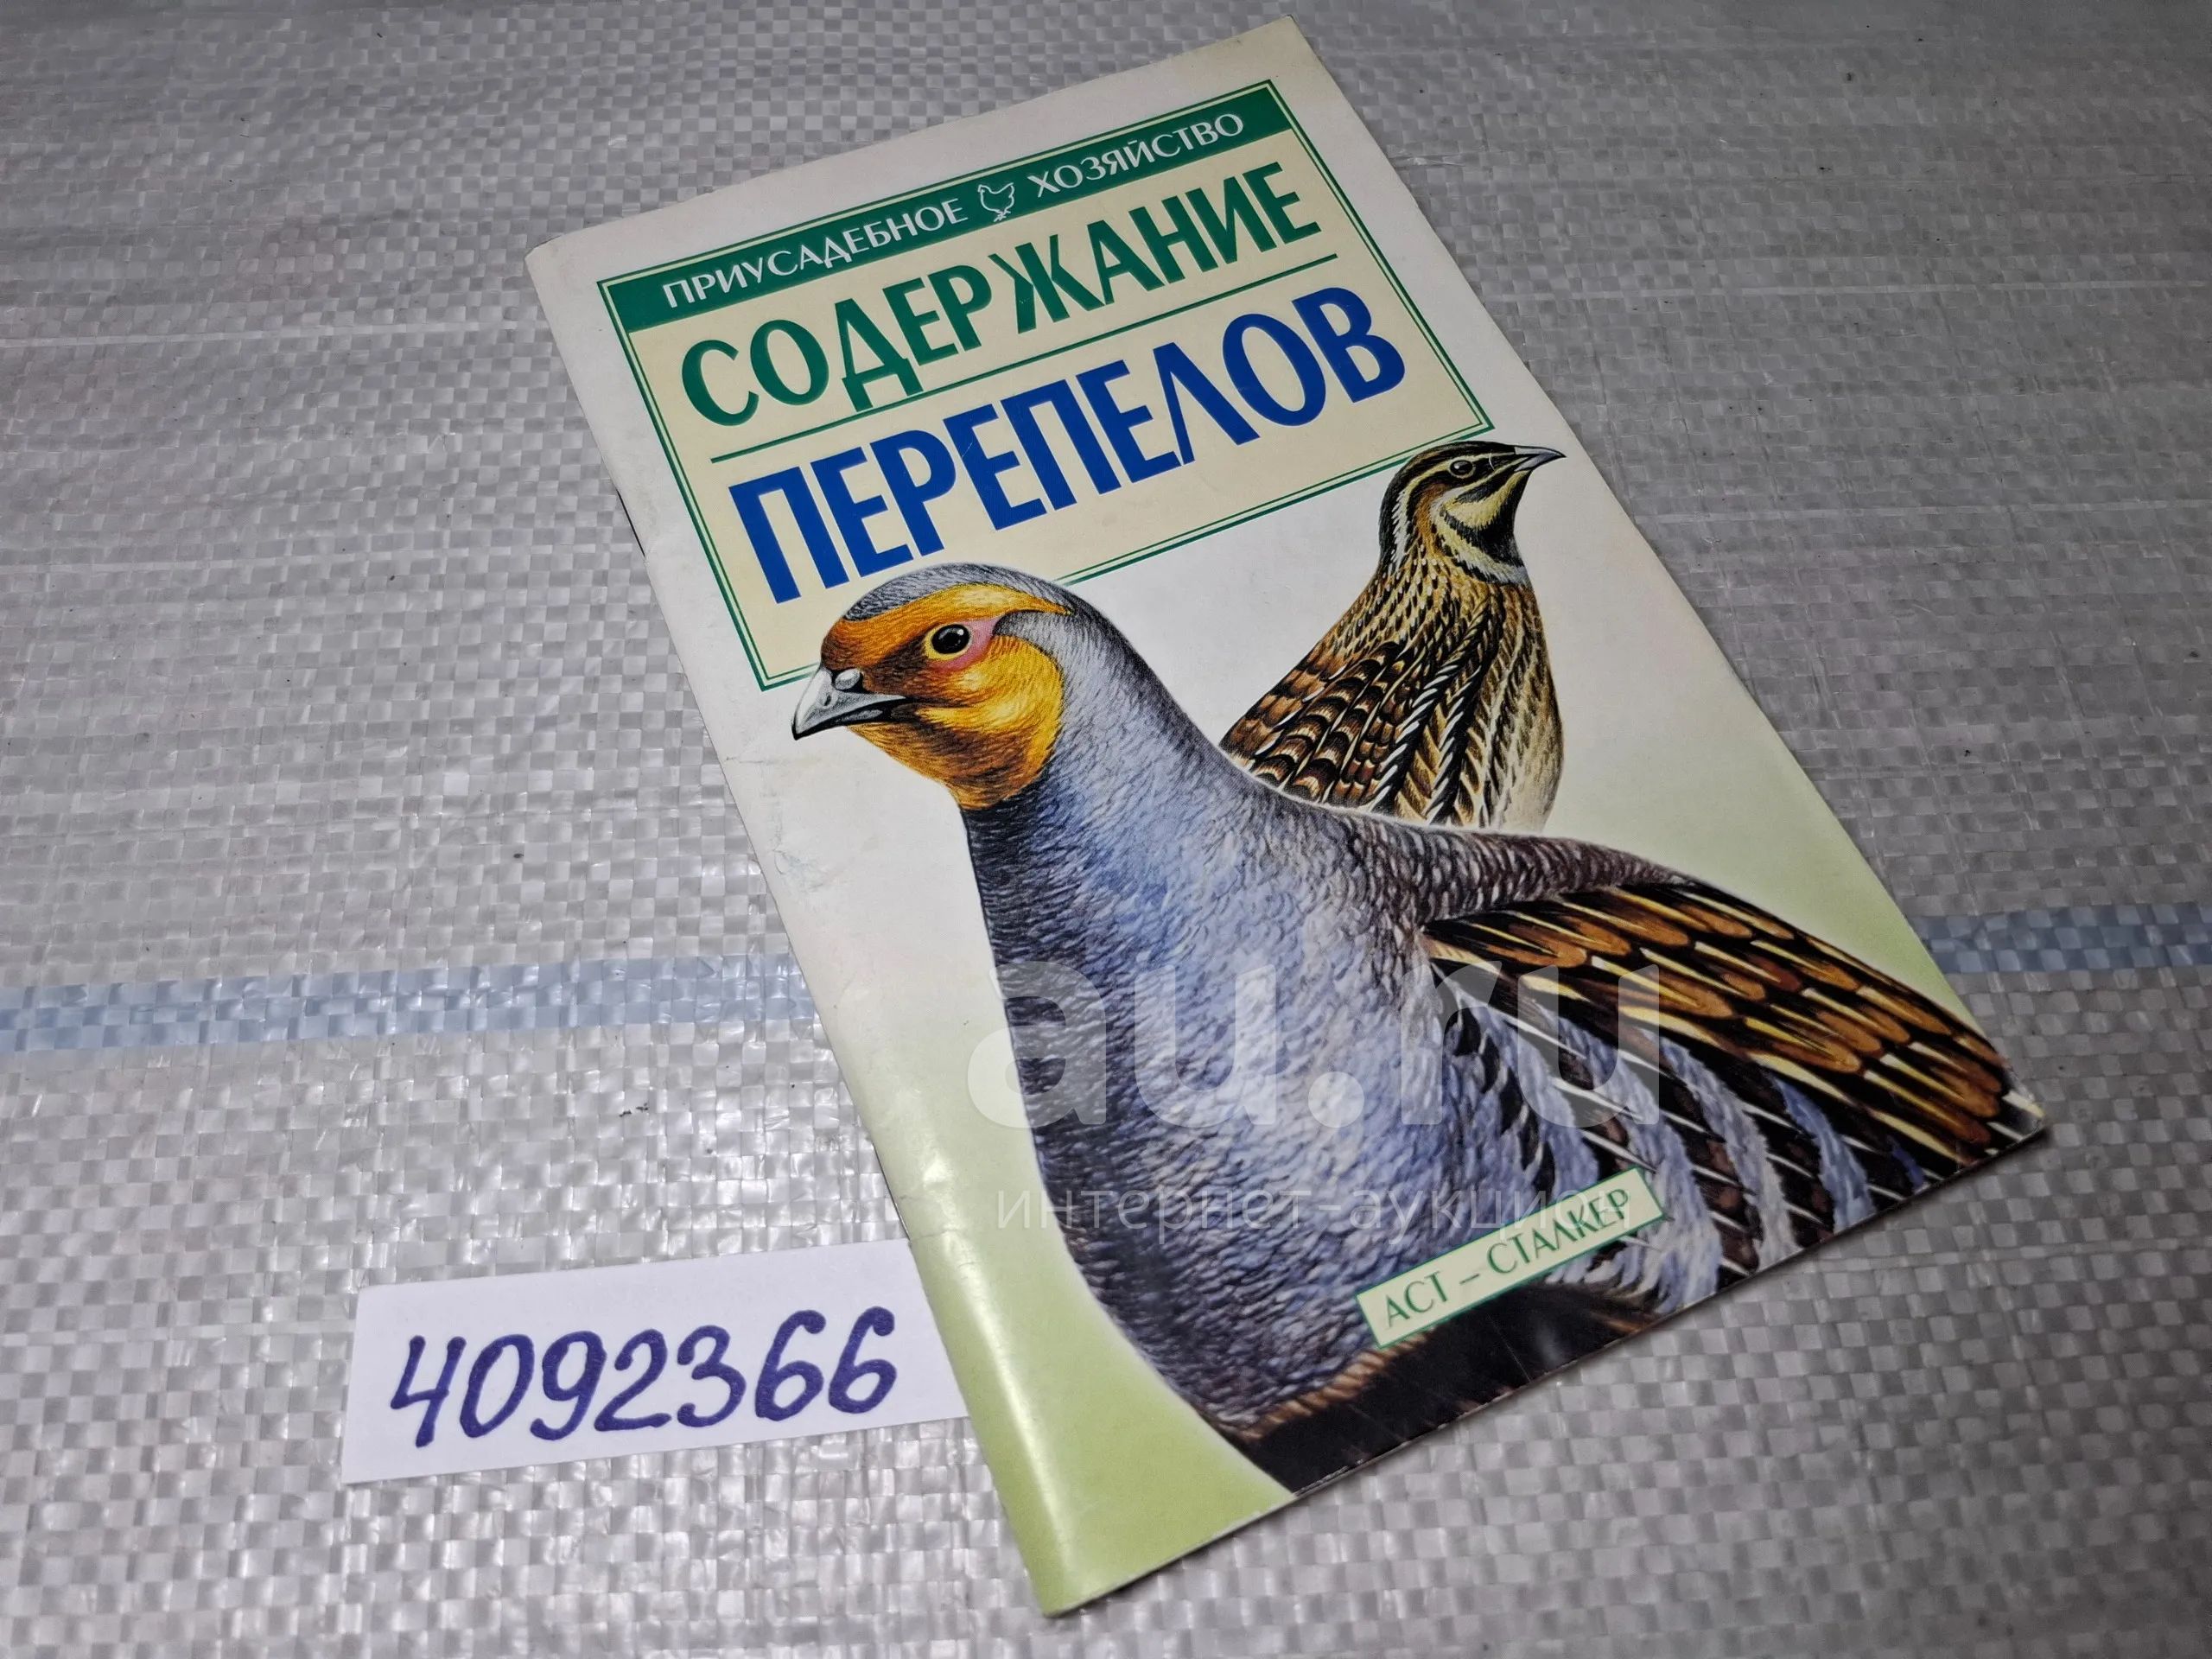 ПРИУСАДЕБНОЕ ХОЗЯЙСТВО
СОДЕРЖАНИЕ
ПЕРЕПЕЛОВ
au.ru
интернет-аукцион
АСТ – СТАЛКЕР
4092366